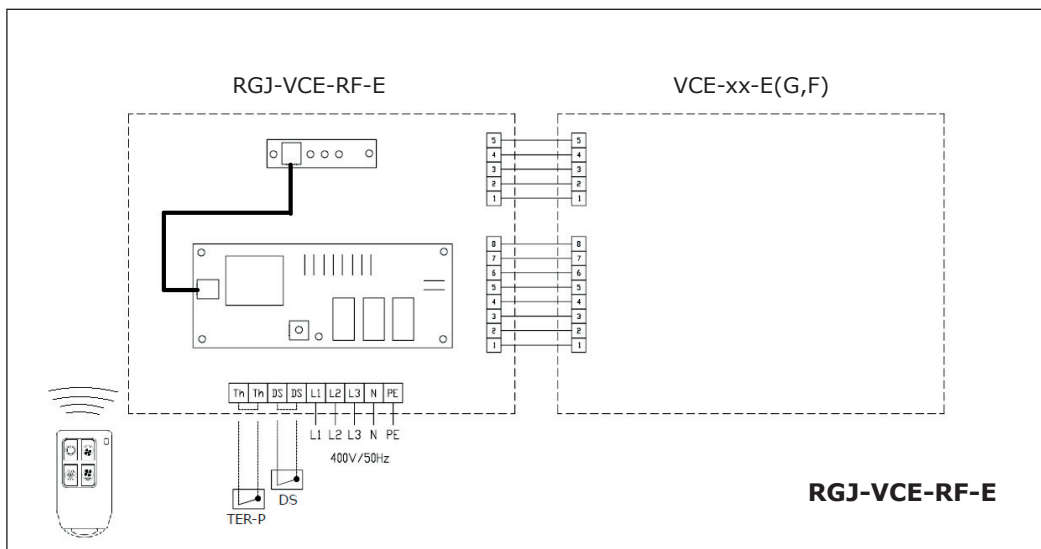 RGJ-VCE-RF-E VCE-xx-E(G,F)
5 5
4 4
3 3
2 2
1 1
8 8
7 7
6 6
5 5
4 4
3 3
2 2
1 1
Th Th DS DS L1 L2 L3 N PE
L1 L2 L3 N PE
400V/50Hz
DS
TER-P
RGJ-VCE-RF-E